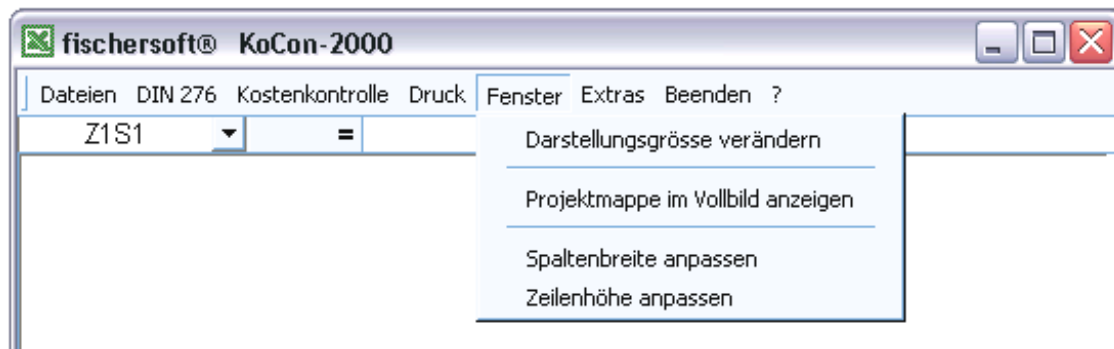 fischersoft® KoCon-2000
Dateien DIN 276 Kostenkontrolle Druck Fenster Extras Beenden ?
Z1S1 =
Darstellungsgrösse verändern
Projektmappe im Vollbild anzeigen
Spaltenbreite anpassen
Zeilenhöhe anpassen